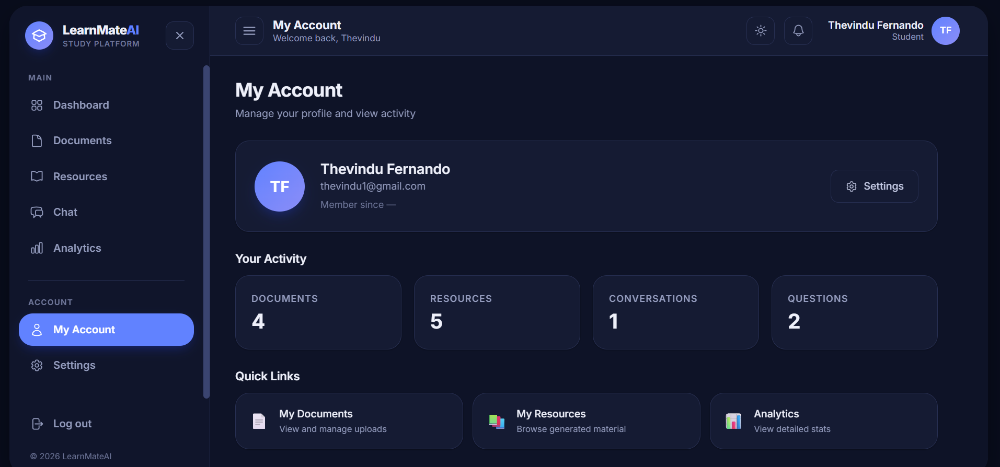 LearnMateAI
STUDY PLATFORM
MAIN
Dashboard
Documents
Resources
Chat
Analytics
ACCOUNT
My Account
Settings
Log out
© 2026 LearnMateAI
My Account
Welcome back, Thevindu
Thevindu Fernando
Student
TF
My Account
Manage your profile and view activity
TF
Thevindu Fernando
thevindu1@gmail.com
Member since —
Settings
Your Activity
DOCUMENTS
4
RESOURCES
5
CONVERSATIONS
1
QUESTIONS
2
Quick Links
My Documents
View and manage uploads
My Resources
Browse generated material
Analytics
View detailed stats